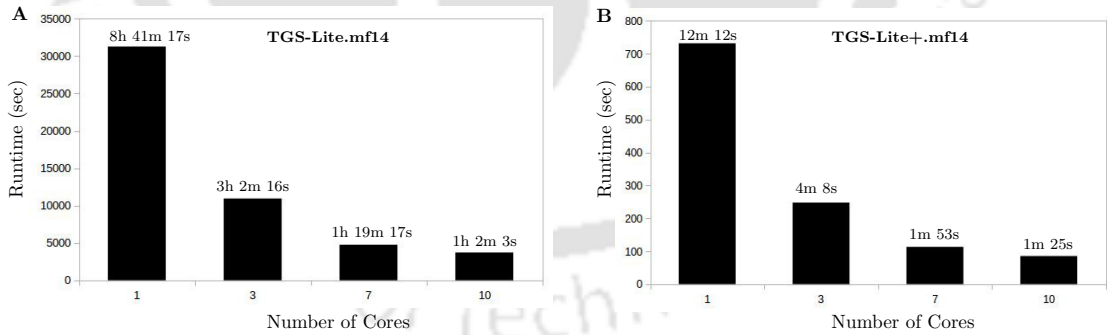 A
TGS-Lite.mf14
Runtime (sec)
35000
30000
25000
20000
15000
10000
5000
0
8h 41m 17s
3h 2m 16s
1h 19m 17s
1h 2m 3s
1
3
7
10
Number of Cores
B
TGS-Lite+.mf14
Runtime (sec)
800
700
600
500
400
300
200
100
0
12m 12s
4m 8s
1m 53s
1m 25s
1
3
7
10
Number of Cores
Techn